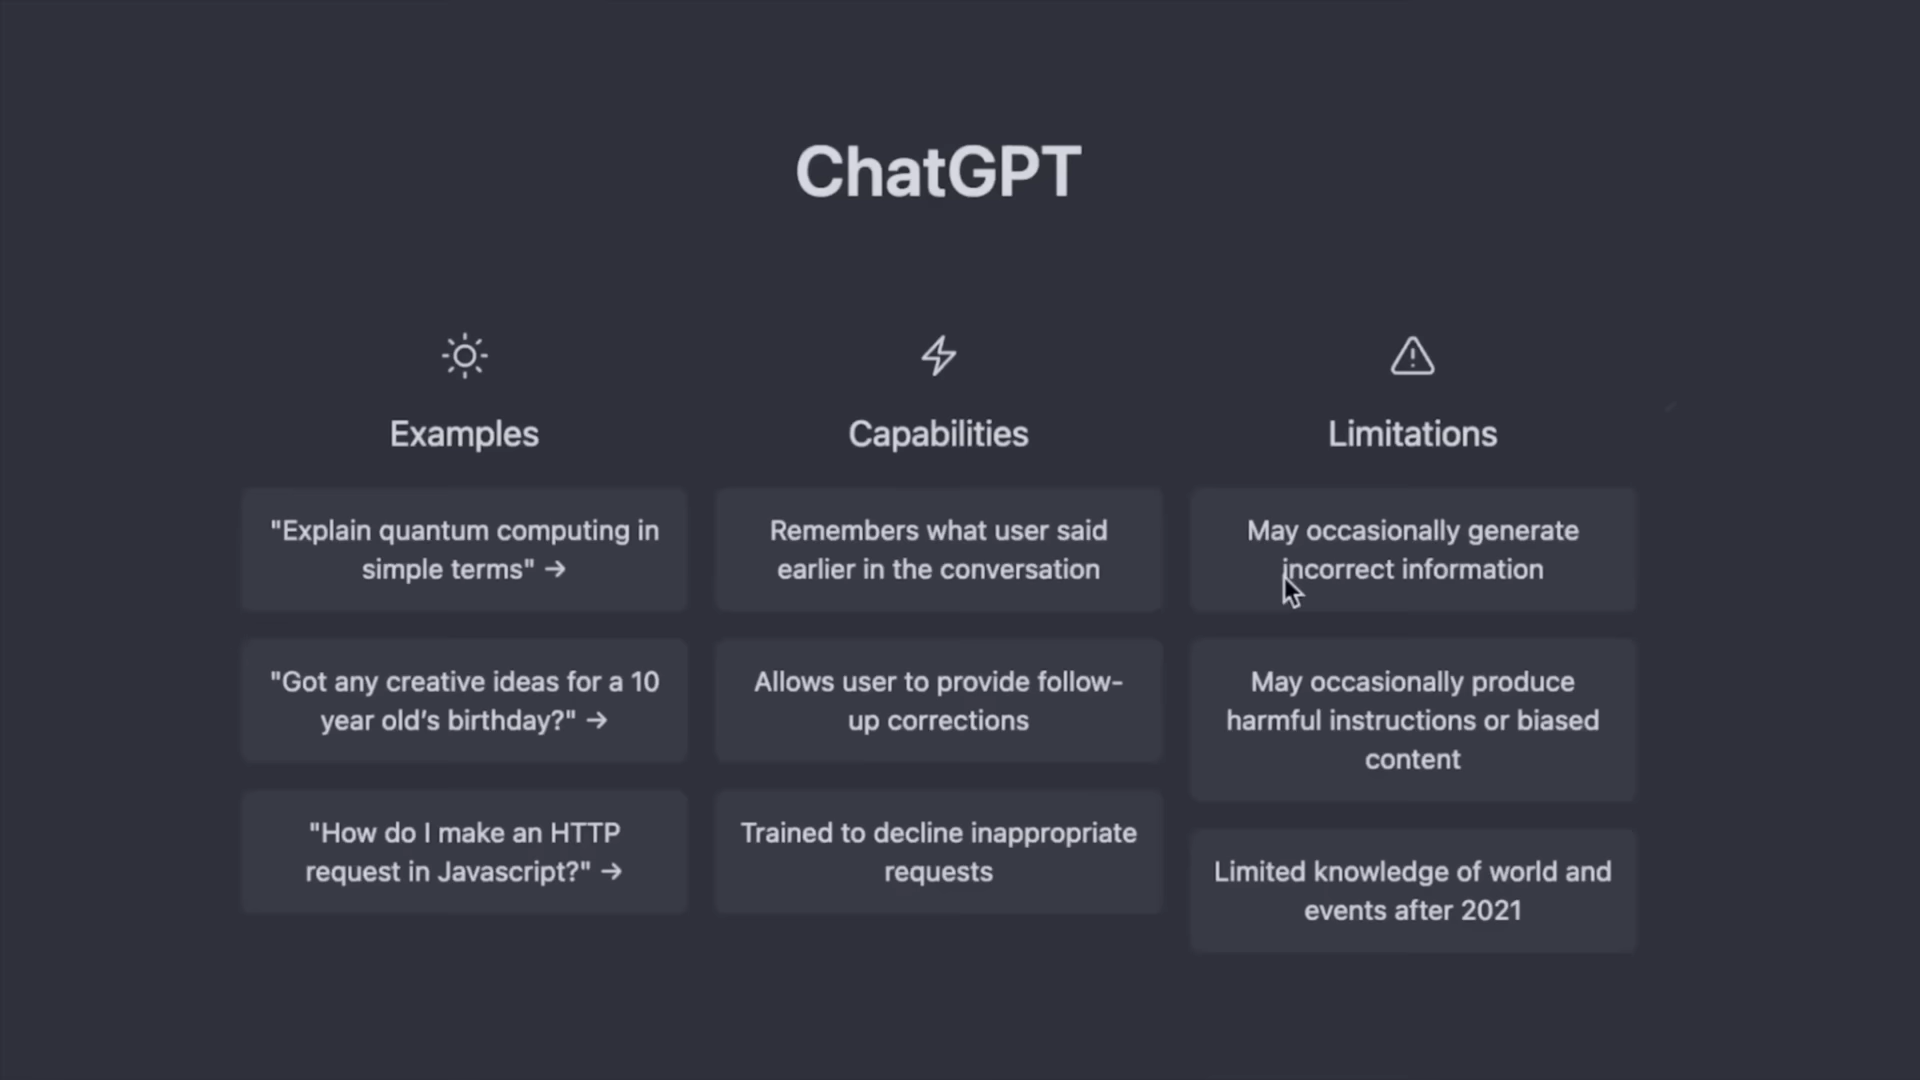 ChatGPT
Examples
"Explain quantum computing in
simple terms" →
"Got any creative ideas for a 10
year old’s birthday?" →
"How do I make an HTTP
request in Javascript?" →
Capabilities
Remembers what user said
earlier in the conversation
Allows user to provide follow-
up corrections
Trained to decline inappropriate
requests
Limitations
May occasionally generate
incorrect information
May occasionally produce
harmful instructions or biased
content
Limited knowledge of world and
events after 2021